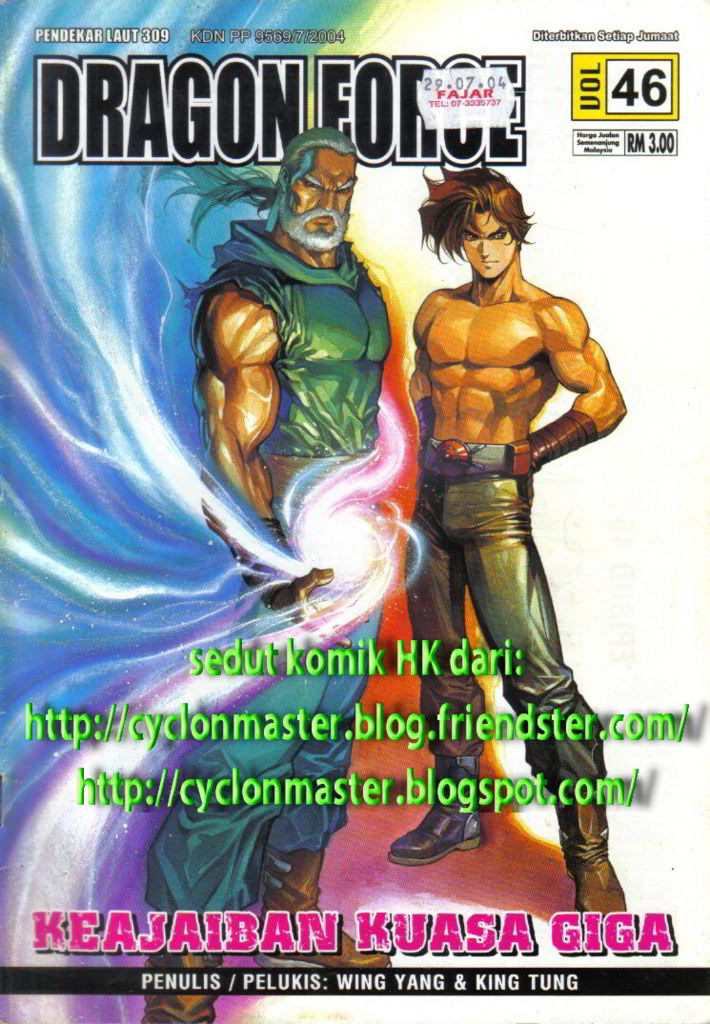 PENDEKAR LAUT 309 KDN PP 9569/7/2004 Diterbitkan Setiap Jumaat
DRAGON FORCE
29.07.04
FAJAR
TEL: 07-3335737
VOL 46
Harga Jualan
Semenanjung
Malaysia
RM 3.00
sedut komik HK dari:
http://cyclonmaster.blog.friendster.com/
http://cyclonmaster.blogspot.com/
KEAJAIBAN KUASA GIGA
PENULIS / PELUKIS: WING YANG & KING TUNG